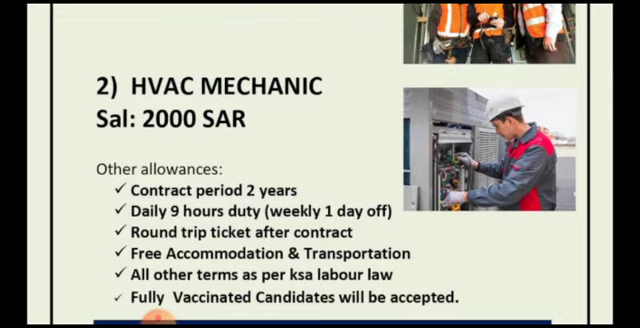 2) HVAC MECHANIC
Sal: 2000 SAR
Other allowances:
✓ Contract period 2 years
✓ Daily 9 hours duty (weekly 1 day off)
✓ Round trip ticket after contract
✓ Free Accommodation & Transportation
✓ All other terms as per ksa labour law
✓ Fully Vaccinated Candidates will be accepted.